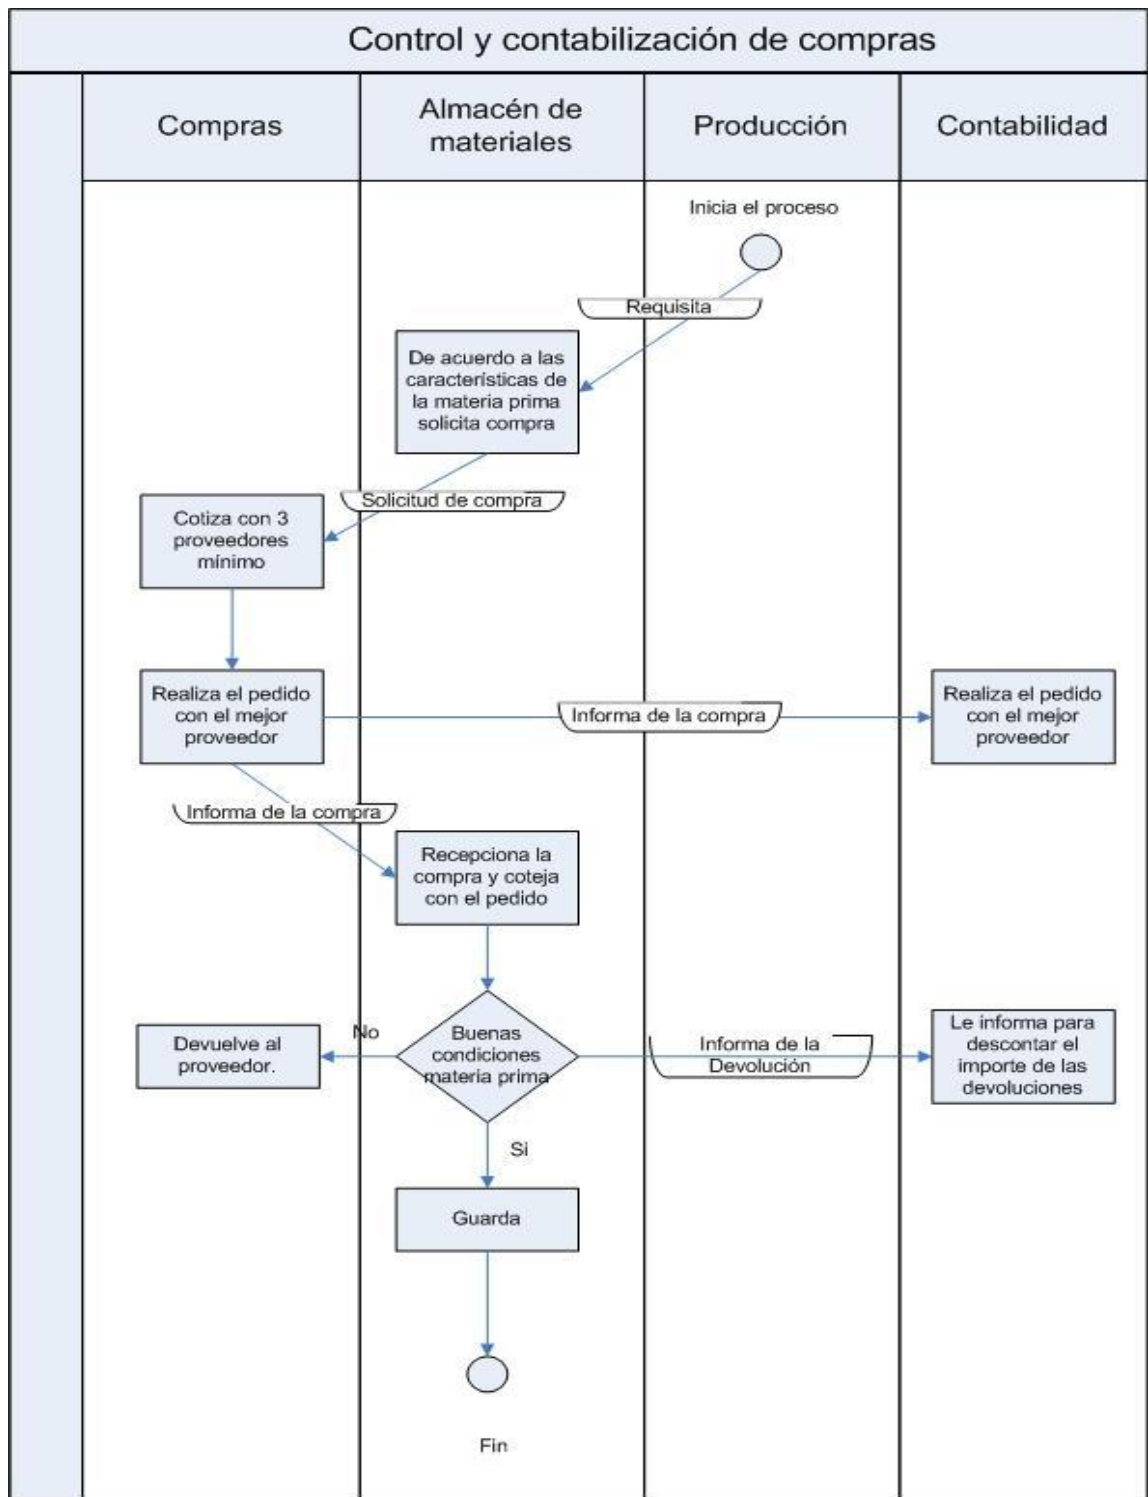 Control y contabilización de compras
Compras
Almacén de
materiales
Producción
Contabilidad
Inicia el proceso
Requisita
De acuerdo a las
características de
la materia prima
solicita compra
Solicitud de compra
Cotiza con 3
proveedores
mínimo
Realiza el pedido
con el mejor
proveedor
Informa de la compra
Realiza el pedido
con el mejor
proveedor
Informa de la compra
Recepciona la
compra y coteja
con el pedido
Devuelve al
proveedor.
No
Buenas
condiciones
materia prima
Informa de la
Devolución
Le informa para
descontar el
importe de las
devoluciones
Si
Guarda
Fin